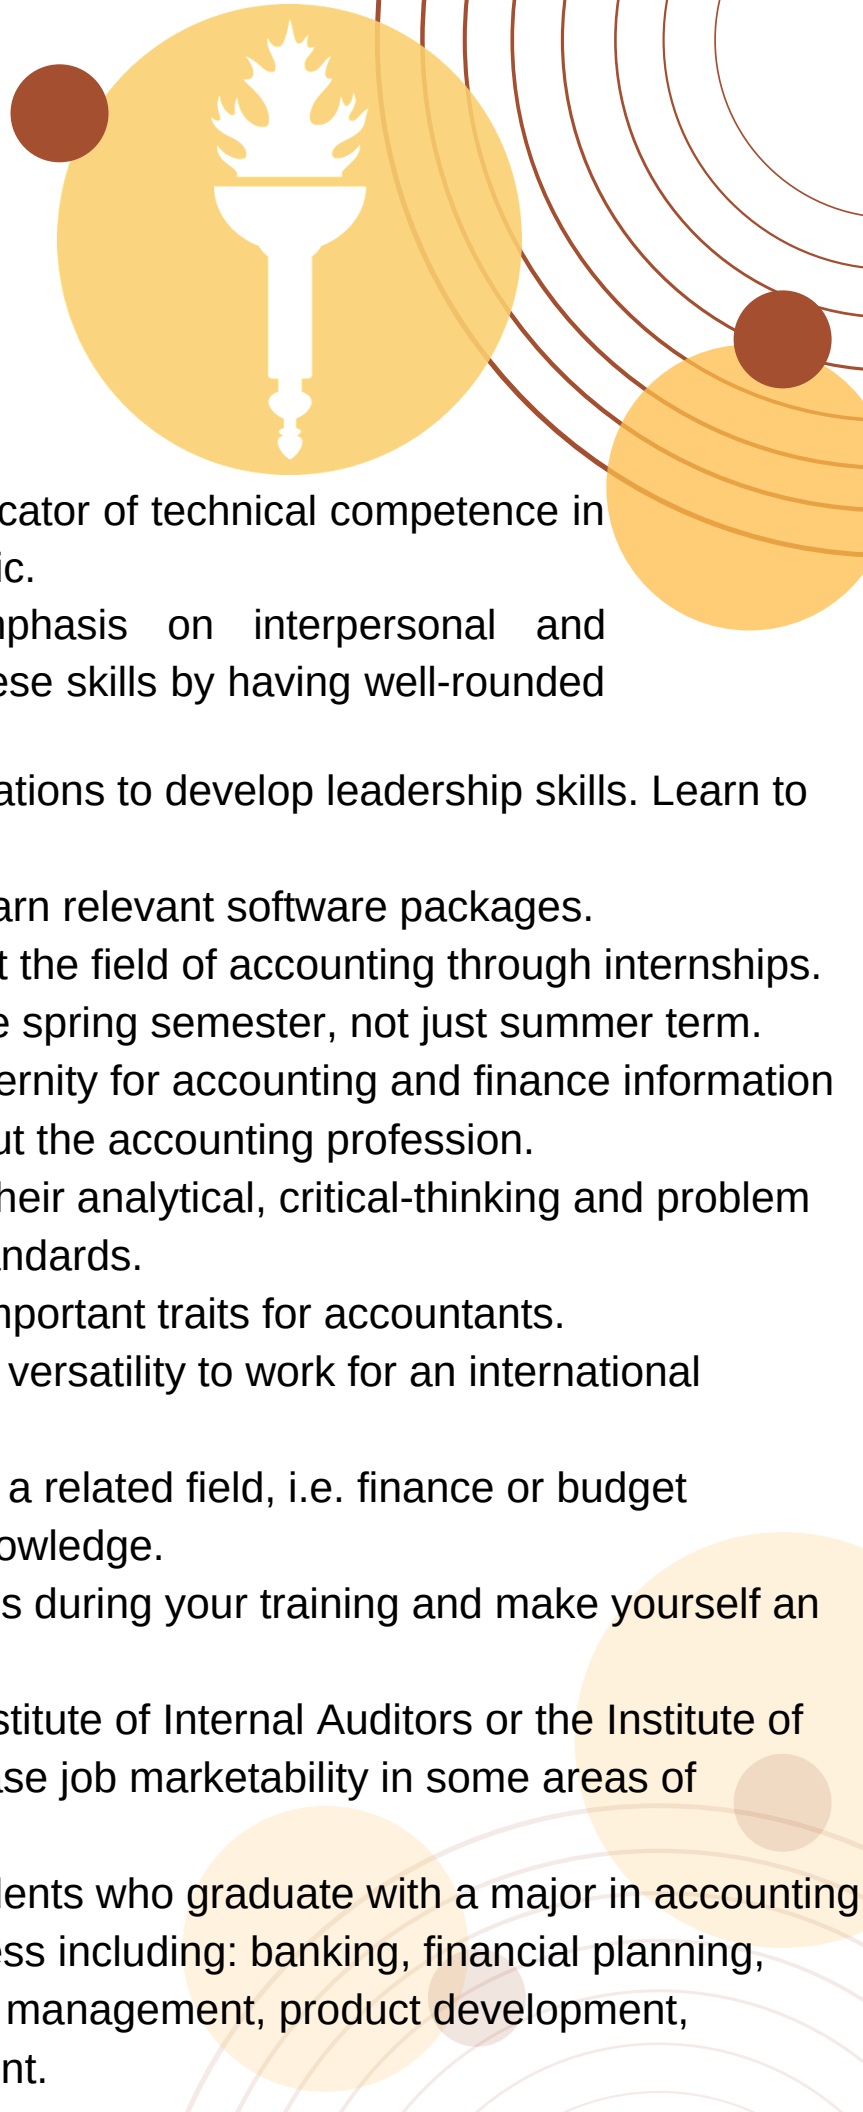 cator of technical competence in
ic.
mphasis on interpersonal and
ese skills by having well-rounded
ations to develop leadership skills. Learn to
arn relevant software packages.
t the field of accounting through internships.
e spring semester, not just summer term.
ernity for accounting and finance information
ut the accounting profession.
heir analytical, critical-thinking and problem
ndards.
mportant traits for accountants.
versatility to work for an international
a related field, i.e. finance or budget
owledge.
s during your training and make yourself an
stitute of Internal Auditors or the Institute of
ase job marketability in some areas of
dents who graduate with a major in accounting
ess including: banking, financial planning,
management, product development,
nt.